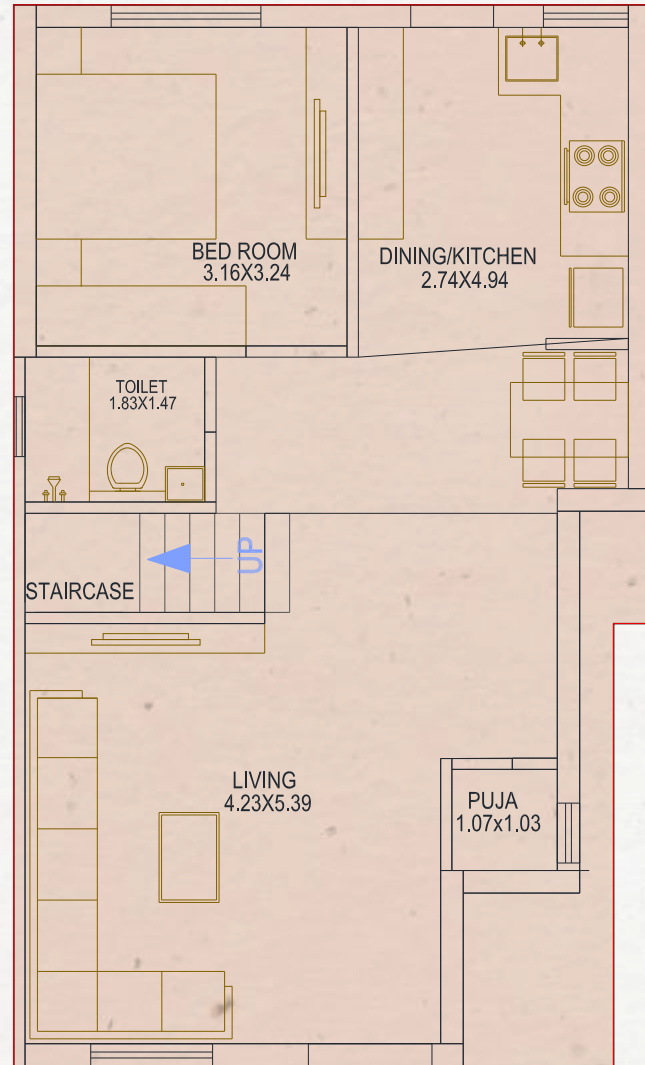 BED ROOM
3.16X3.24
DINING/KITCHEN
2.74X4.94
TOILET
1.83X1.47
UP
STAIRCASE
LIVING
4.23X5.39
PUJA
1.07x1.03